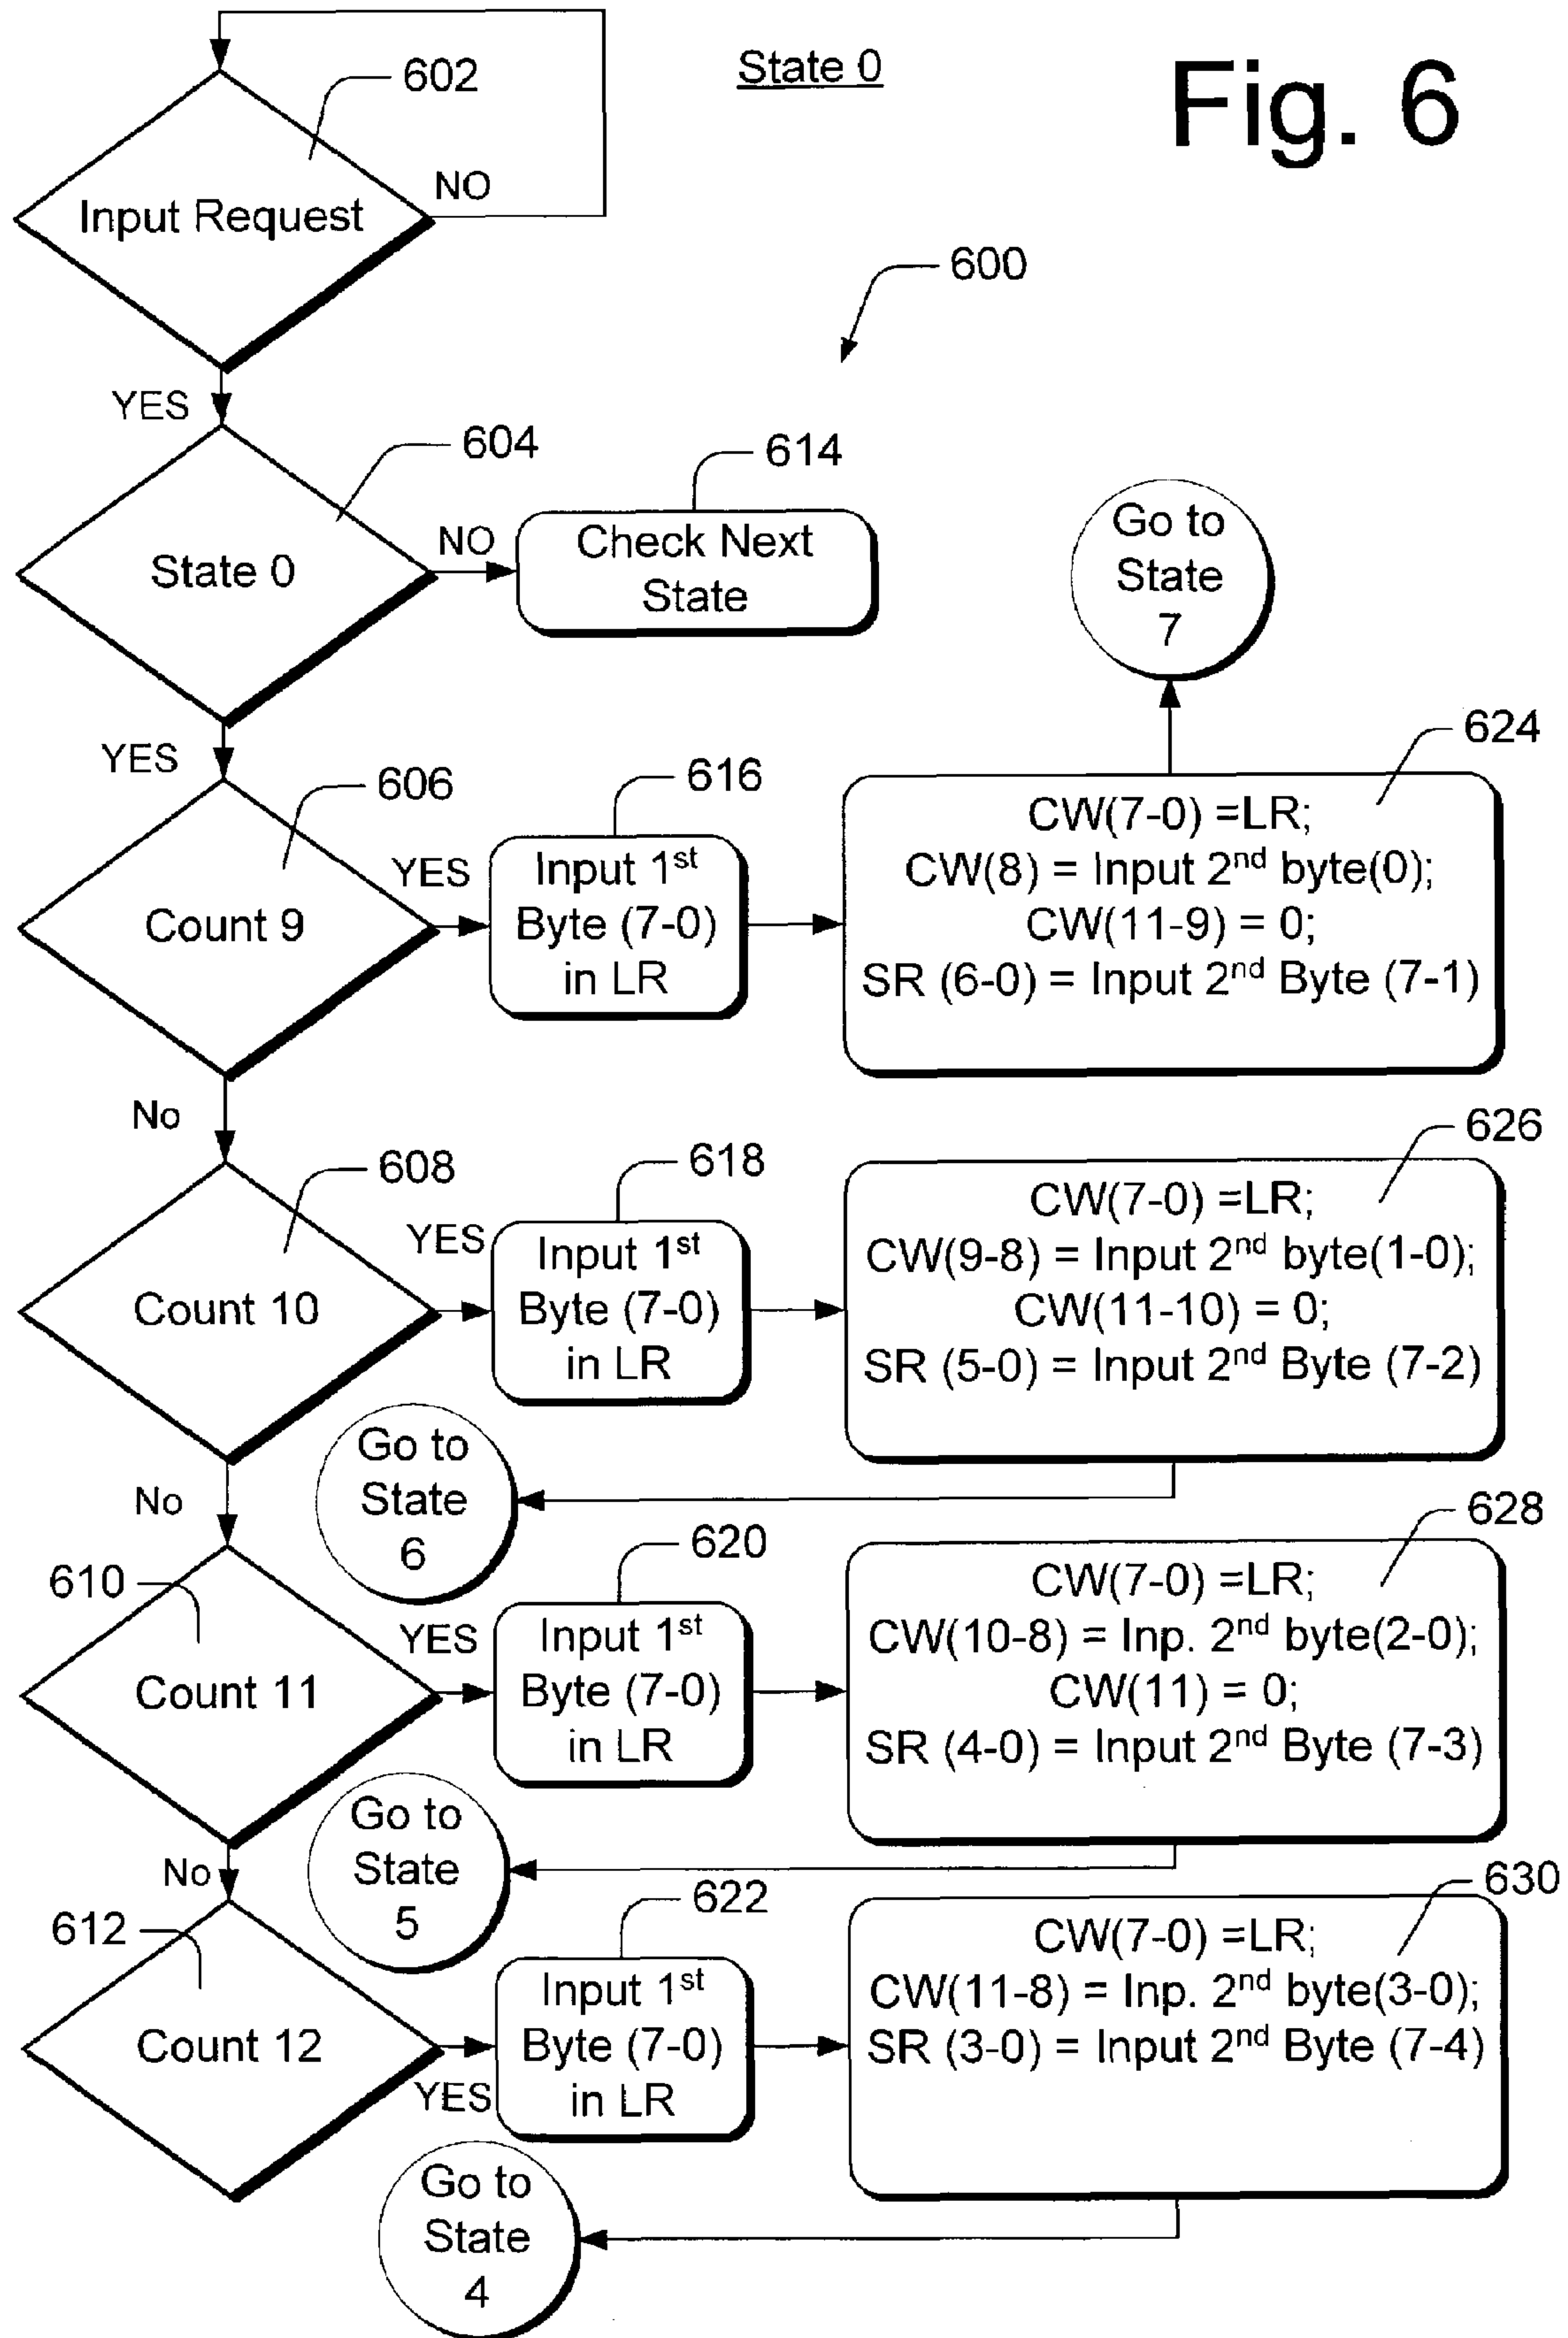 State 0
Fig. 6
602
Input Request
NO
600
YES
604
State 0
NO
614
Check Next
State
Go to
State
7
YES
606
Count 9
YES
616
Input 1st
Byte (7-0)
in LR
624
CW(7-0) =LR;
CW(8) = Input 2nd byte(0);
CW(11-9) = 0;
SR (6-0) = Input 2nd Byte (7-1)
No
608
Count 10
YES
618
Input 1st
Byte (7-0)
in LR
626
CW(7-0) =LR;
CW(9-8) = Input 2nd byte(1-0);
CW(11-10) = 0;
SR (5-0) = Input 2nd Byte (7-2)
Go to
State
6
No
610
Count 11
YES
620
Input 1st
Byte (7-0)
in LR
628
CW(7-0) =LR;
CW(10-8) = Inp. 2nd byte(2-0);
CW(11) = 0;
SR (4-0) = Input 2nd Byte (7-3)
Go to
State
5
No
612
Count 12
YES
622
Input 1st
Byte (7-0)
in LR
630
CW(7-0) =LR;
CW(11-8) = Inp. 2nd byte(3-0);
SR (3-0) = Input 2nd Byte (7-4)
Go to
State
4